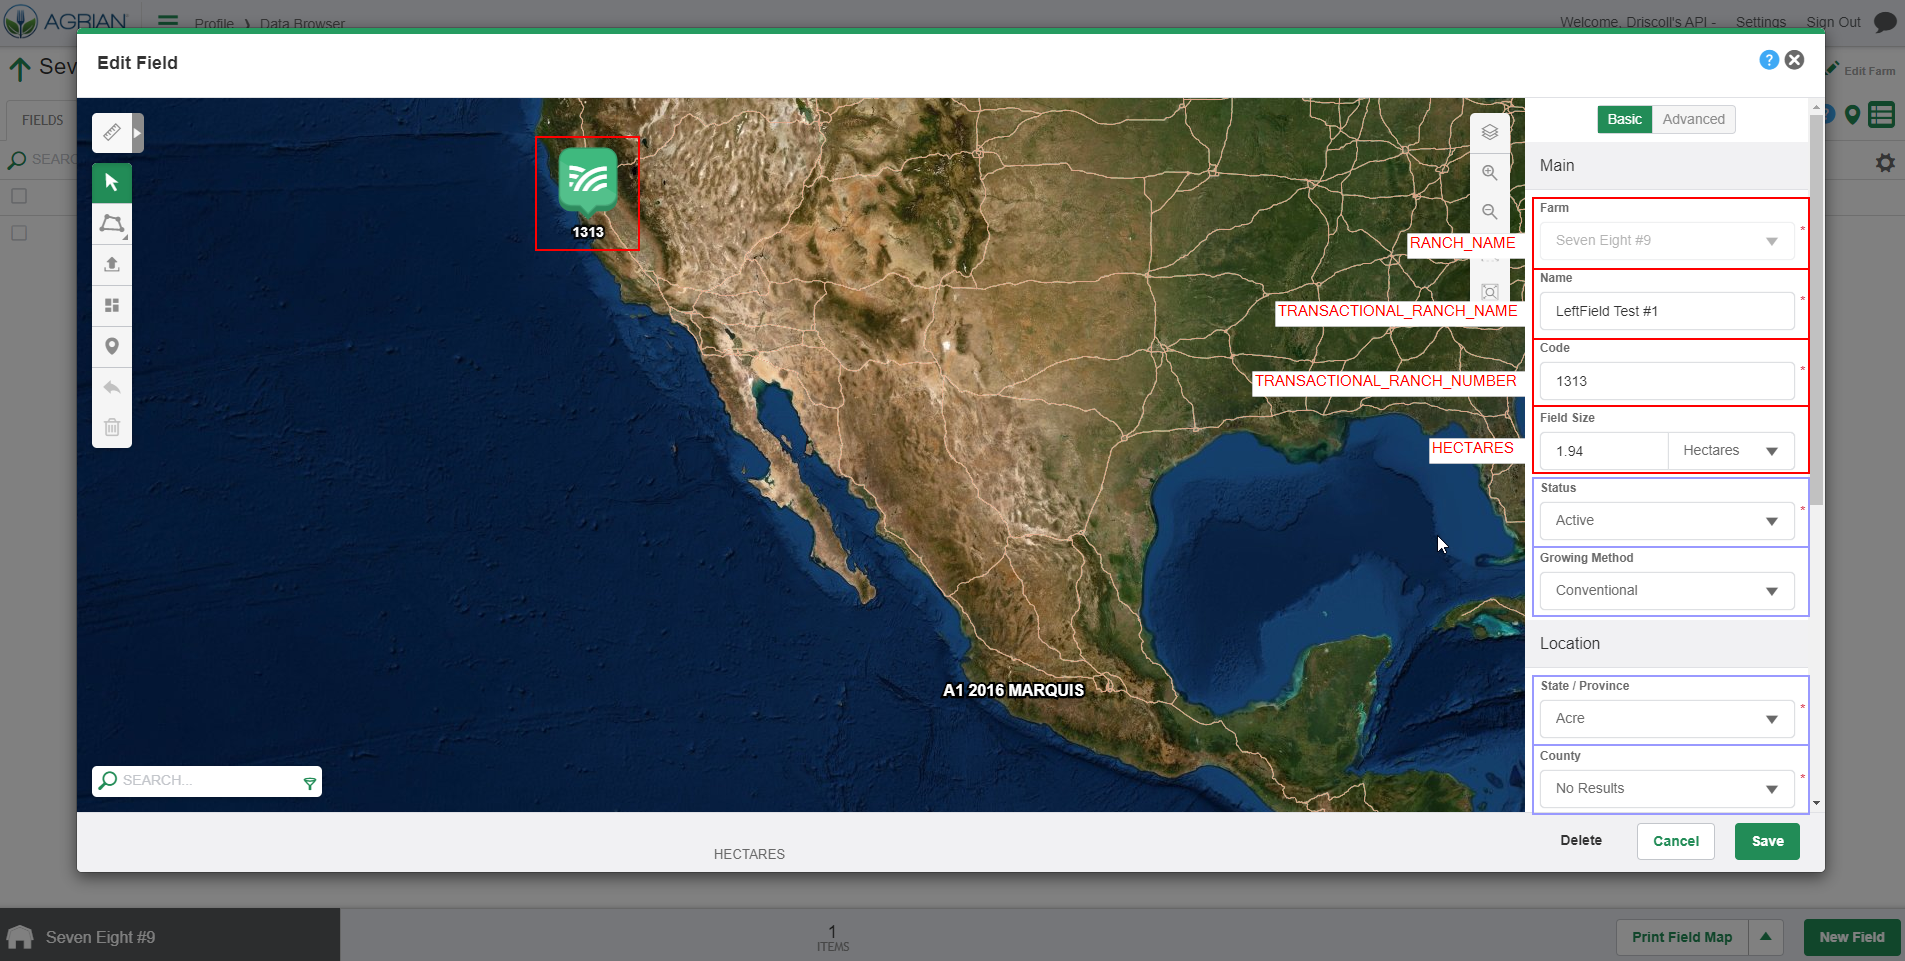 AGRIAN
Profile
Data Browser
Welcome, Driscoll's API -
Settings
Sign Out
Sev
Edit Farm
Edit Field
?
FIELDS
SEARC
Basic
Advanced
Main
Farm
Seven Eight #9
*
RANCH_NAME
Name
LeftField Test #1
*
TRANSACTIONAL_RANCH_NAME
Code
1313
*
TRANSACTIONAL_RANCH_NUMBER
Field Size
1.94
Hectares
HECTARES
Status
Active
*
Growing Method
Conventional
Location
State / Province
Acre
*
County
No Results
*
1313
A1 2016 MARQUIS
SEARCH...
HECTARES
Delete
Cancel
Save
Seven Eight #9
1
ITEMS
Print Field Map
New Field